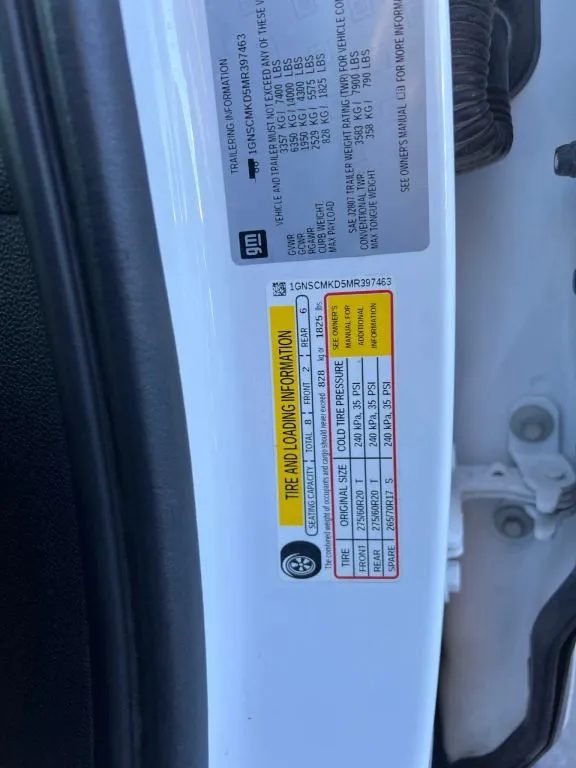 TRAILERING INFORMATION
1GNSCMKD5MR397463
VEHICLE AND TRAILER MUST NOT EXCEED ANY OF THESE
GVWR 3357 KG / 7400 LBS
GCWR 6350 KG / 14000 LBS
RGAWR 1950 KG / 4300 LBS
CURB WEIGHT 2529 KG / 5575 LBS
MAX PAYLOAD 828 KG / 1825 LBS
SAE J2807 TRAILER WEIGHT RATING (TWR) FOR VEHICLE
CONVENTIONAL TWR 3583 KG / 7900 LBS
MAX TONGUE WEIGHT 358 KG / 790 LBS
SEE OWNER'S MANUAL FOR MORE INFORMA
gm
1GNSCMKD5MR397463
TIRE AND LOADING INFORMATION
SEATING CAPACITY TOTAL 8 FRONT 2 REAR 6
The combined weight of occupants and cargo should never exceed 828 kg or 1825 lbs
TIRE ORIGINAL SIZE COLD TIRE PRESSURE
FRONT 275/60R20 T 240 kPa, 35 PSI
REAR 275/60R20 T 240 kPa, 35 PSI
SPARE 265/70R17 S 240 kPa, 35 PSI
SEE OWNER'S
MANUAL FOR
ADDITIONAL
INFORMATION